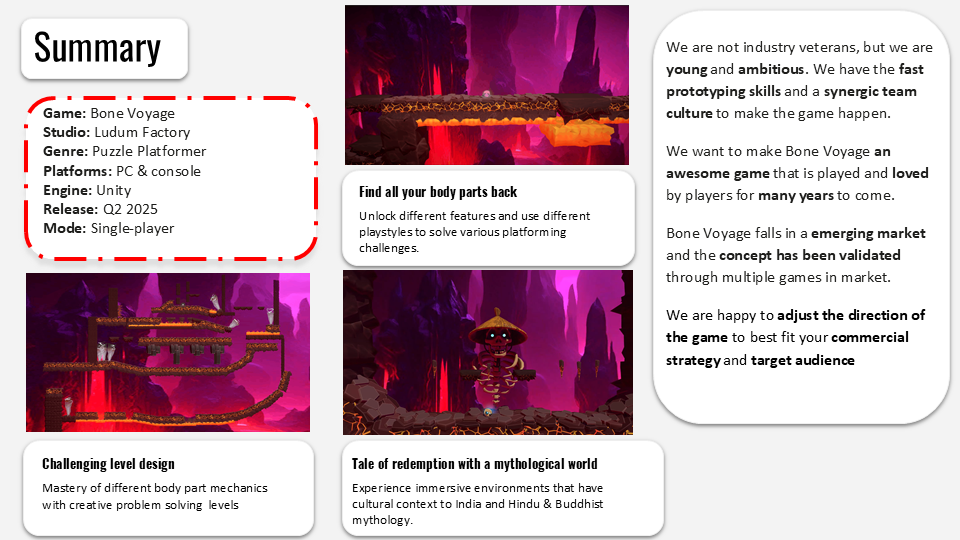 Summary
Game: Bone Voyage
Studio: Ludum Factory
Genre: Puzzle Platformer
Platforms: PC & console
Engine: Unity
Release: Q2 2025
Mode: Single-player
Find all your body parts back
Unlock different features and use different
playstyles to solve various platforming
challenges.
Challenging level design
Mastery of different body part mechanics
with creative problem solving levels
Tale of redemption with a mythological world
Experience immersive environments that have
cultural context to India and Hindu & Buddhist
mythology.
We are not industry veterans, but we are
young and ambitious. We have the fast
prototyping skills and a synergic team
culture to make the game happen.
We want to make Bone Voyage an
awesome game that is played and loved
by players for many years to come.
Bone Voyage falls in a emerging market
and the concept has been validated
through multiple games in market.
We are happy to adjust the direction of
the game to best fit your commercial
strategy and target audience